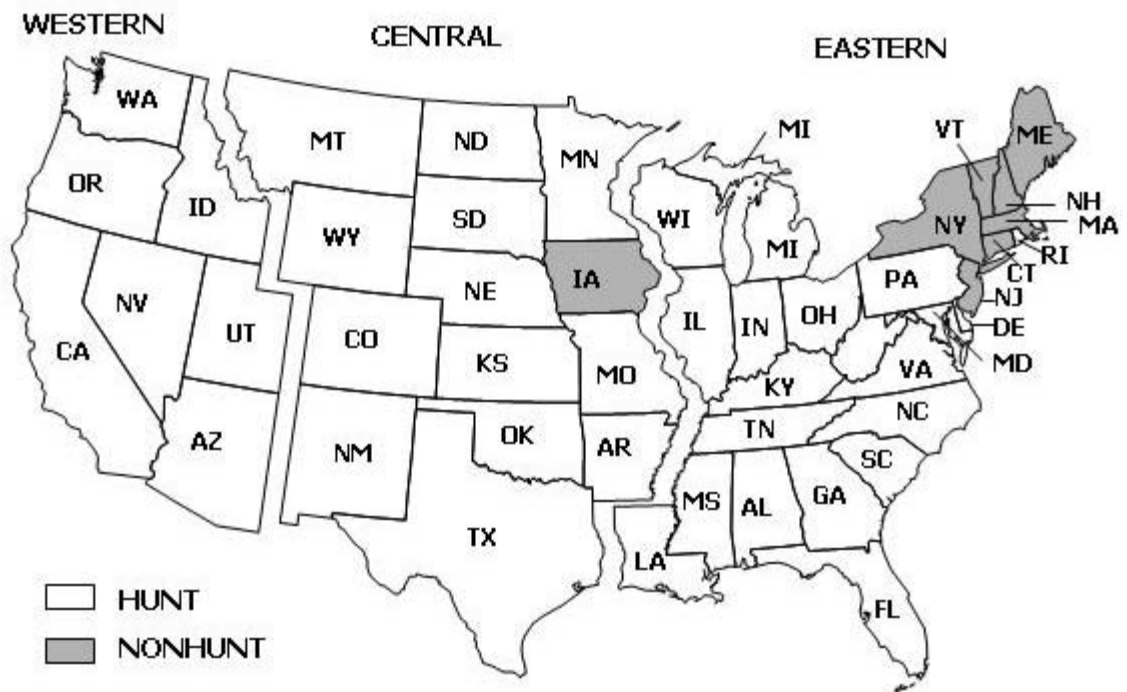 WESTERN
CENTRAL
EASTERN
WA
MT
ND
MN
MI
VT
ME
OR
ID
SD
WI
NH
MA
WY
NY
RI
MI
CT
IA
PA
NE
NJ
NV
UT
CO
IL
IN
OH
DE
CA
KS
MO
VA
MD
KY
NC
AZ
NM
OK
AR
TN
SC
MS
AL
GA
TX
LA
HUNT
FL
NONHUNT